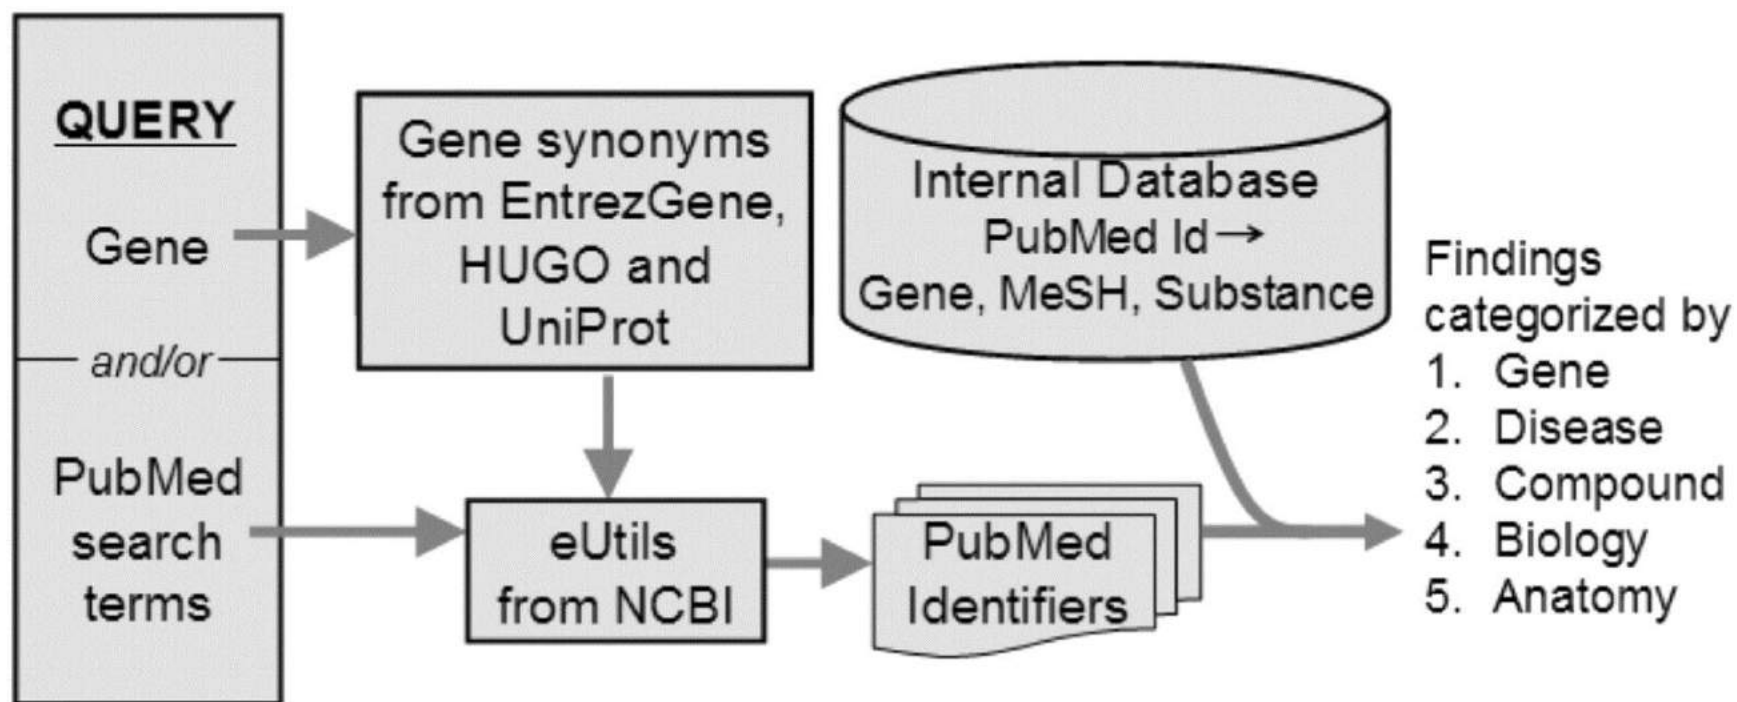 QUERY
Gene
and/or
PubMed
search
terms
Gene synonyms
from EntrezGene,
HUGO and
UniProt
eUtils
from NCBI
Internal Database
PubMed Id→
Gene, MeSH, Substance
PubMed
Identifiers
Findings
categorized by
1. Gene
2. Disease
3. Compound
4. Biology
5. Anatomy